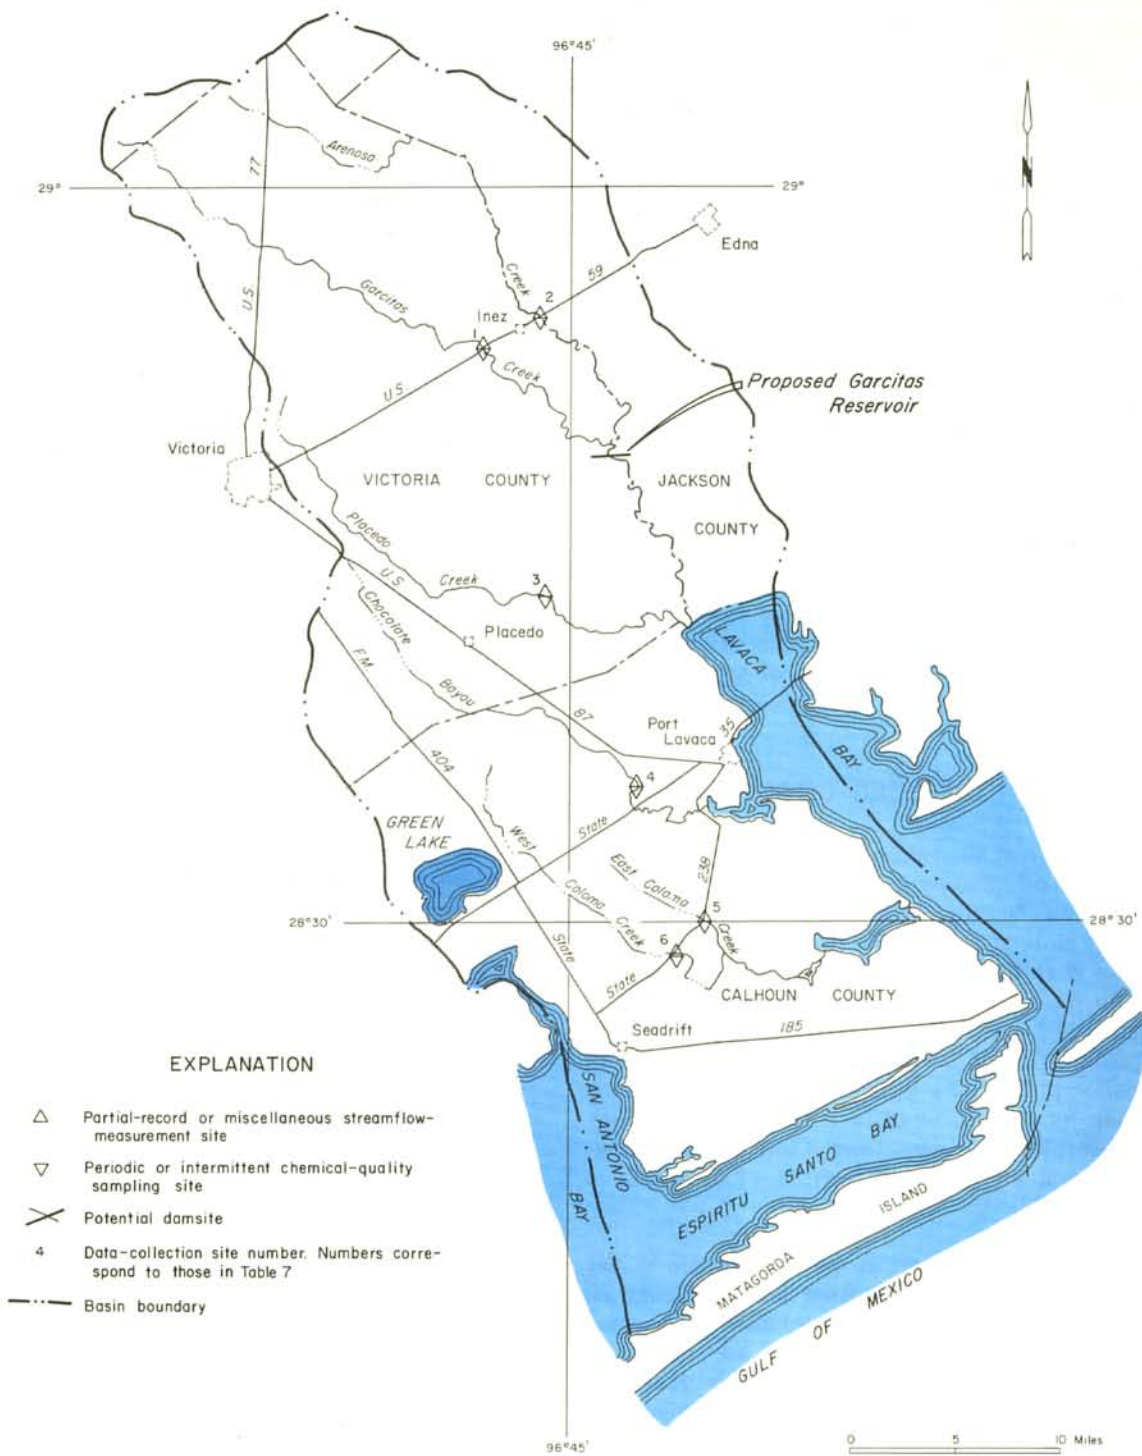 96°45'
Arenosa
77
29°
29°
N
Edna
Creek
59
Garcitas
U.S.
2
Inez
1
Creek
Proposed Garcitas
Reservoir
U.S.
Victoria
VICTORIA COUNTY
JACKSON
COUNTY
Placedo
U.S
Creek
3
Chocolate
Placedo
LAVACA
F.M.
Bayou
87
Port
Lavaca
35
BAY
404
4
GREEN
LAKE
West
State
East Coloma
238
Coloma
Creek
5
Creek
28°30'
28°30'
State
6
State
CALHOUN COUNTY
Seadrift
185
EXPLANATION
Partial-record or miscellaneous streamflow-
measurement site
Periodic or intermittent chemical-quality
sampling site
Potential damsite
4 Data-collection site number. Numbers corre-
spond to those in Table 7
Basin boundary
SAN ANTONIO
BAY
ESPIRITU SANTO BAY
MATAGORDA ISLAND
GULF OF MEXICO
96°45'
0 5 10 Miles